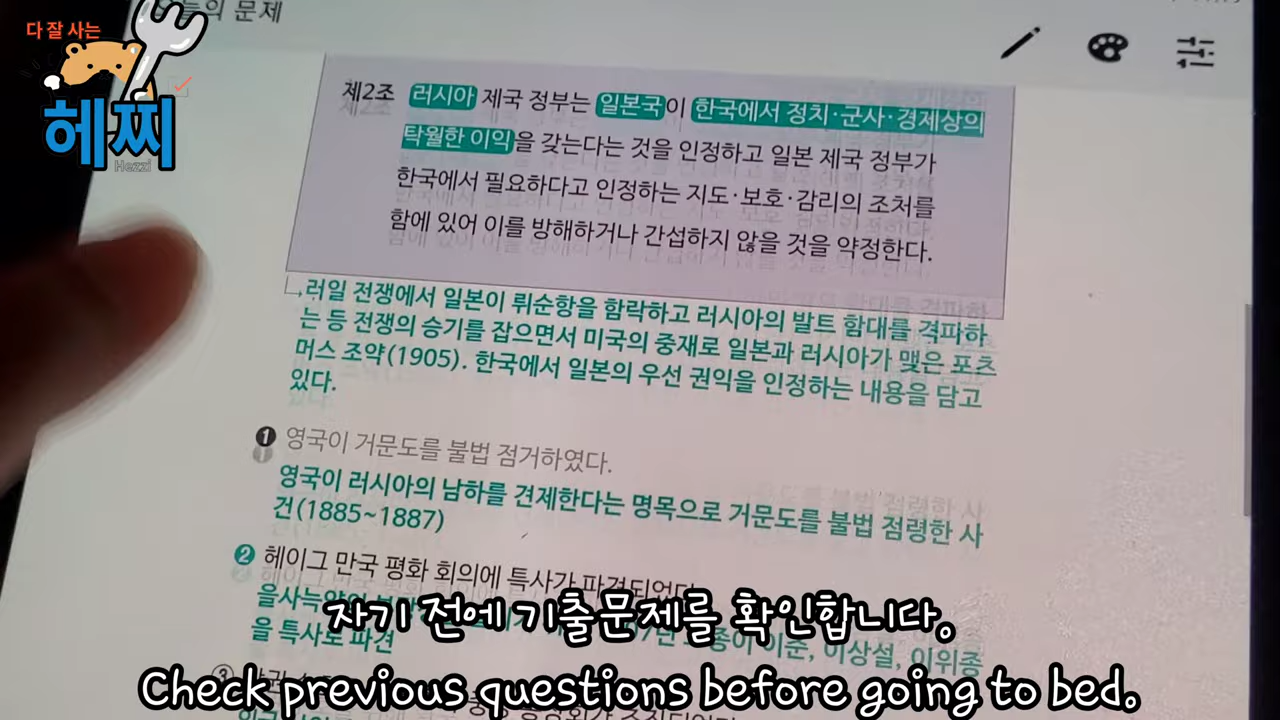 의 문제
다 잘 사는
헤찌
Hezzi
제2조 러시아 제국 정부는 일본국이 한국에서 정치·군사·경제상의
탁월한 이익을 갖는다는 것을 인정하고 일본 제국 정부가
한국에서 필요하다고 인정하는 지도·보호·감리의 조처를
함에 있어 이를 방해하거나 간섭하지 않을 것을 약정한다.
러일 전쟁에서 일본이 뤼순항을 함락하고 러시아의 발트 함대를 격파하
는 등 전쟁의 승기를 잡으면서 미국의 중재로 일본과 러시아가 맺은 포츠
머스 조약(1905). 한국에서 일본의 우선 권익을 인정하는 내용을 담고
있다.
❶ 영국이 거문도를 불법 점거하였다.
영국이 러시아의 남하를 견제한다는 명목으로 거문도를 불법 점령한 사
건(1885~1887)
❷ 헤이그 만국 평화 회의에 특사가 파견되었다.
이준, 이상설, 이위종
을 특사로 파견
자기 전에 기출문제를 확인합니다.
Check previous questions before going to bed.